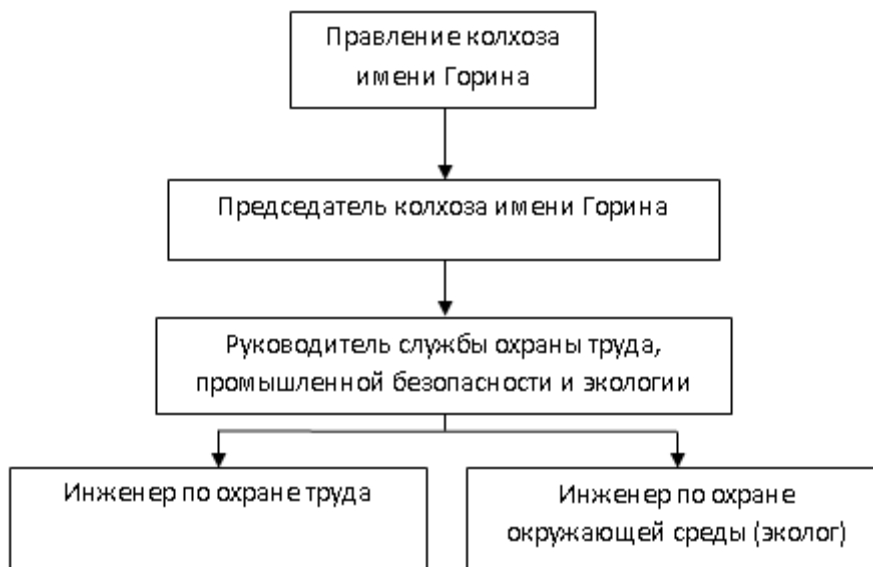 Правление колхоза
имени Горина
Председатель колхоза имени Горина
Руководитель службы охраны труда,
промышленной безопасности и экологии
Инженер по охране труда
Инженер по охране
окружающей среды (эколог)